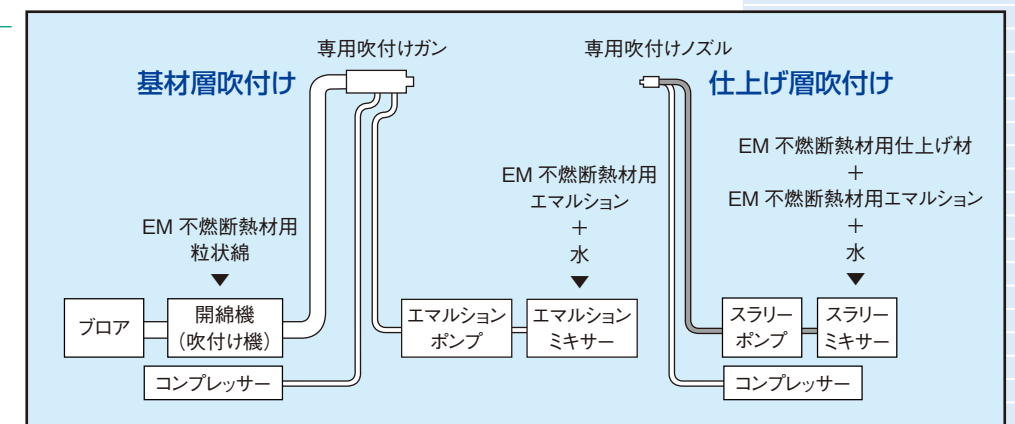 専用吹付けガン
基材層吹付け
EM 不燃断熱材用
粒状綿
ブロア
開綿機
(吹付け機)
コンプレッサー
EM 不燃断熱材用
エマルション
＋
水
エマルション
ポンプ
エマルション
ミキサー
専用吹付けノズル
仕上げ層吹付け
EM 不燃断熱材用仕上げ材
＋
EM 不燃断熱材用エマルション
＋
水
スラリー
ポンプ
スラリー
ミキサー
コンプレッサー